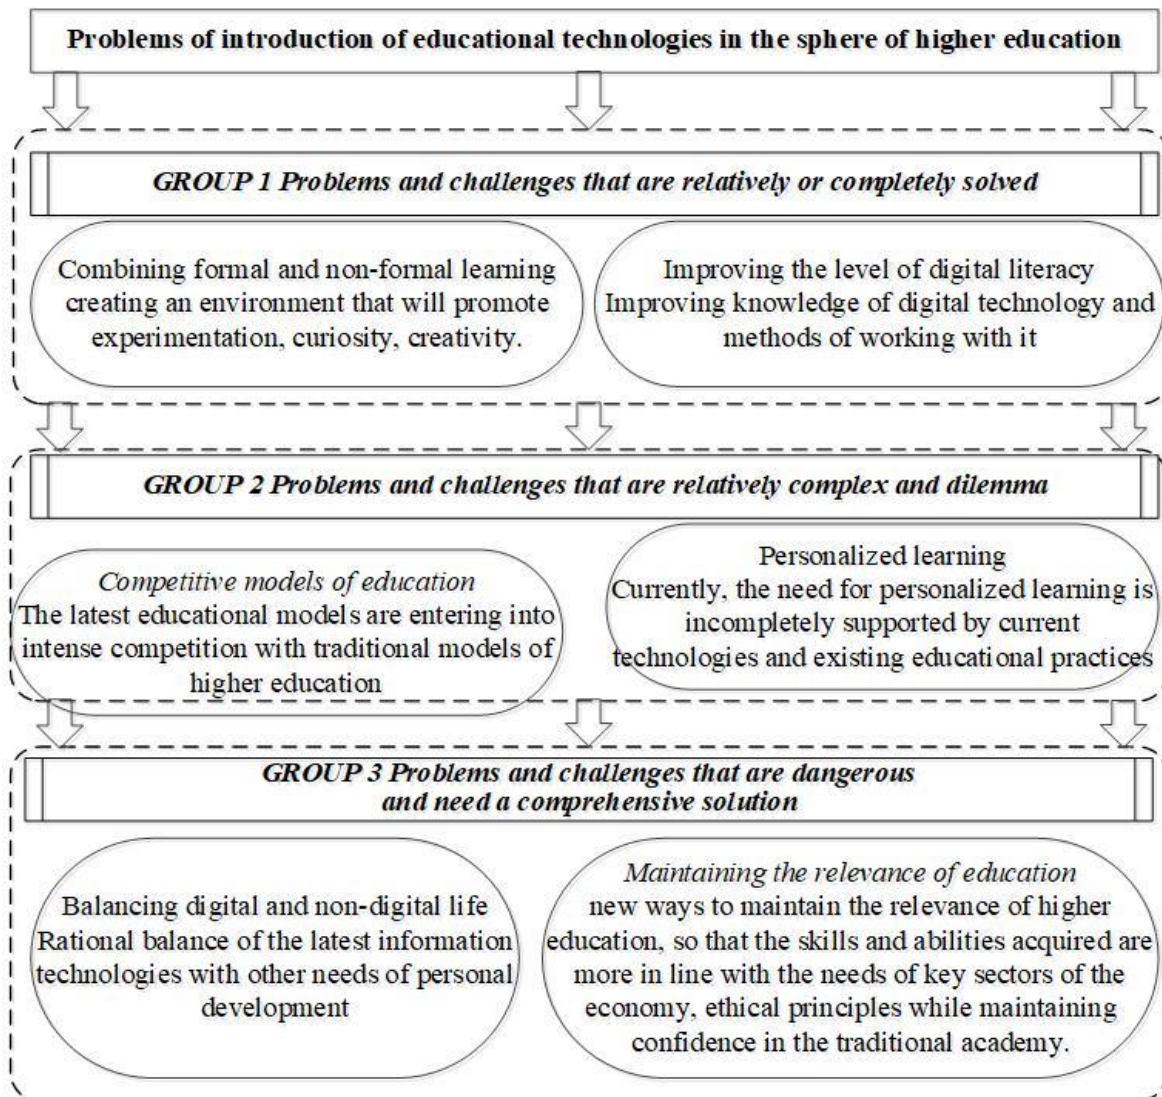 Problems of introduction of educational technologies in the sphere of higher education
GROUP 1 Problems and challenges that are relatively or completely solved
Combining formal and non-formal learning
creating an environment that will promote
experimentation, curiosity, creativity.
Improving the level of digital literacy
Improving knowledge of digital technology and
methods of working with it
GROUP 2 Problems and challenges that are relatively complex and dilemma
Competitive models of education
The latest educational models are entering into
intense competition with traditional models of
higher education
Personalized learning
Currently, the need for personalized learning is
incompletely supported by current
technologies and existing educational practices
GROUP 3 Problems and challenges that are dangerous
and need a comprehensive solution
Balancing digital and non-digital life
Rational balance of the latest information
technologies with other needs of personal
development
Maintaining the relevance of education
new ways to maintain the relevance of higher
education, so that the skills and abilities acquired are
more in line with the needs of key sectors of the
economy, ethical principles while maintaining
confidence in the traditional academy.